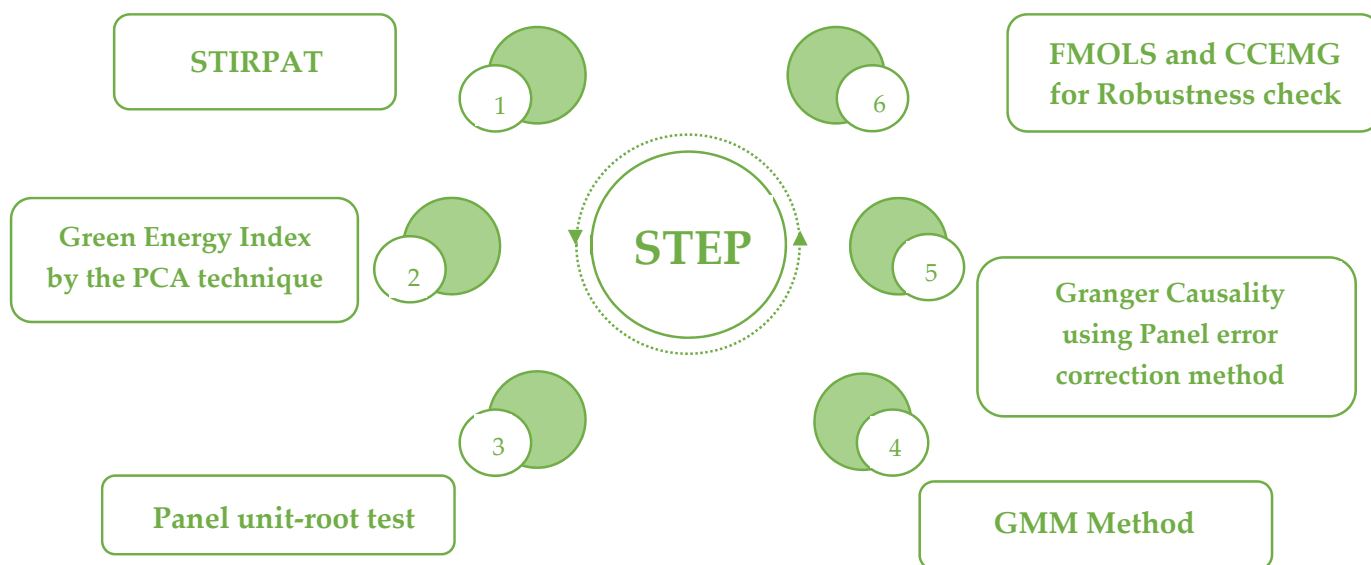 STIRPAT
1
6
FMOLS and CCEMG
for Robustness check
Green Energy Index
by the PCA technique
2
STEP
5
Granger Causality
using Panel error
correction method
3
4
Panel unit-root test
GMM Method